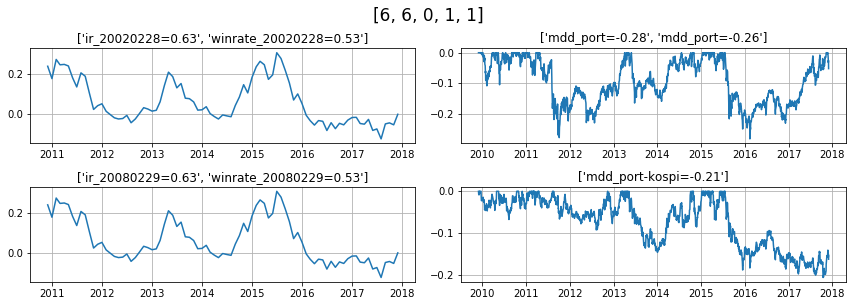 [6, 6, 0, 1, 1]
['ir_20020228=0.63', 'winrate_20020228=0.53']
0.2
0.0
2011 2012 2013 2014 2015 2016 2017 2018
['mdd_port=-0.28', 'mdd_port=-0.26']
0.0
−0.1
−0.2
2010 2011 2012 2013 2014 2015 2016 2017 2018
['ir_20080229=0.63', 'winrate_20080229=0.53']
0.2
0.0
2011 2012 2013 2014 2015 2016 2017 2018
['mdd_port-kospi=-0.21']
0.0
−0.1
−0.2
2010 2011 2012 2013 2014 2015 2016 2017 2018